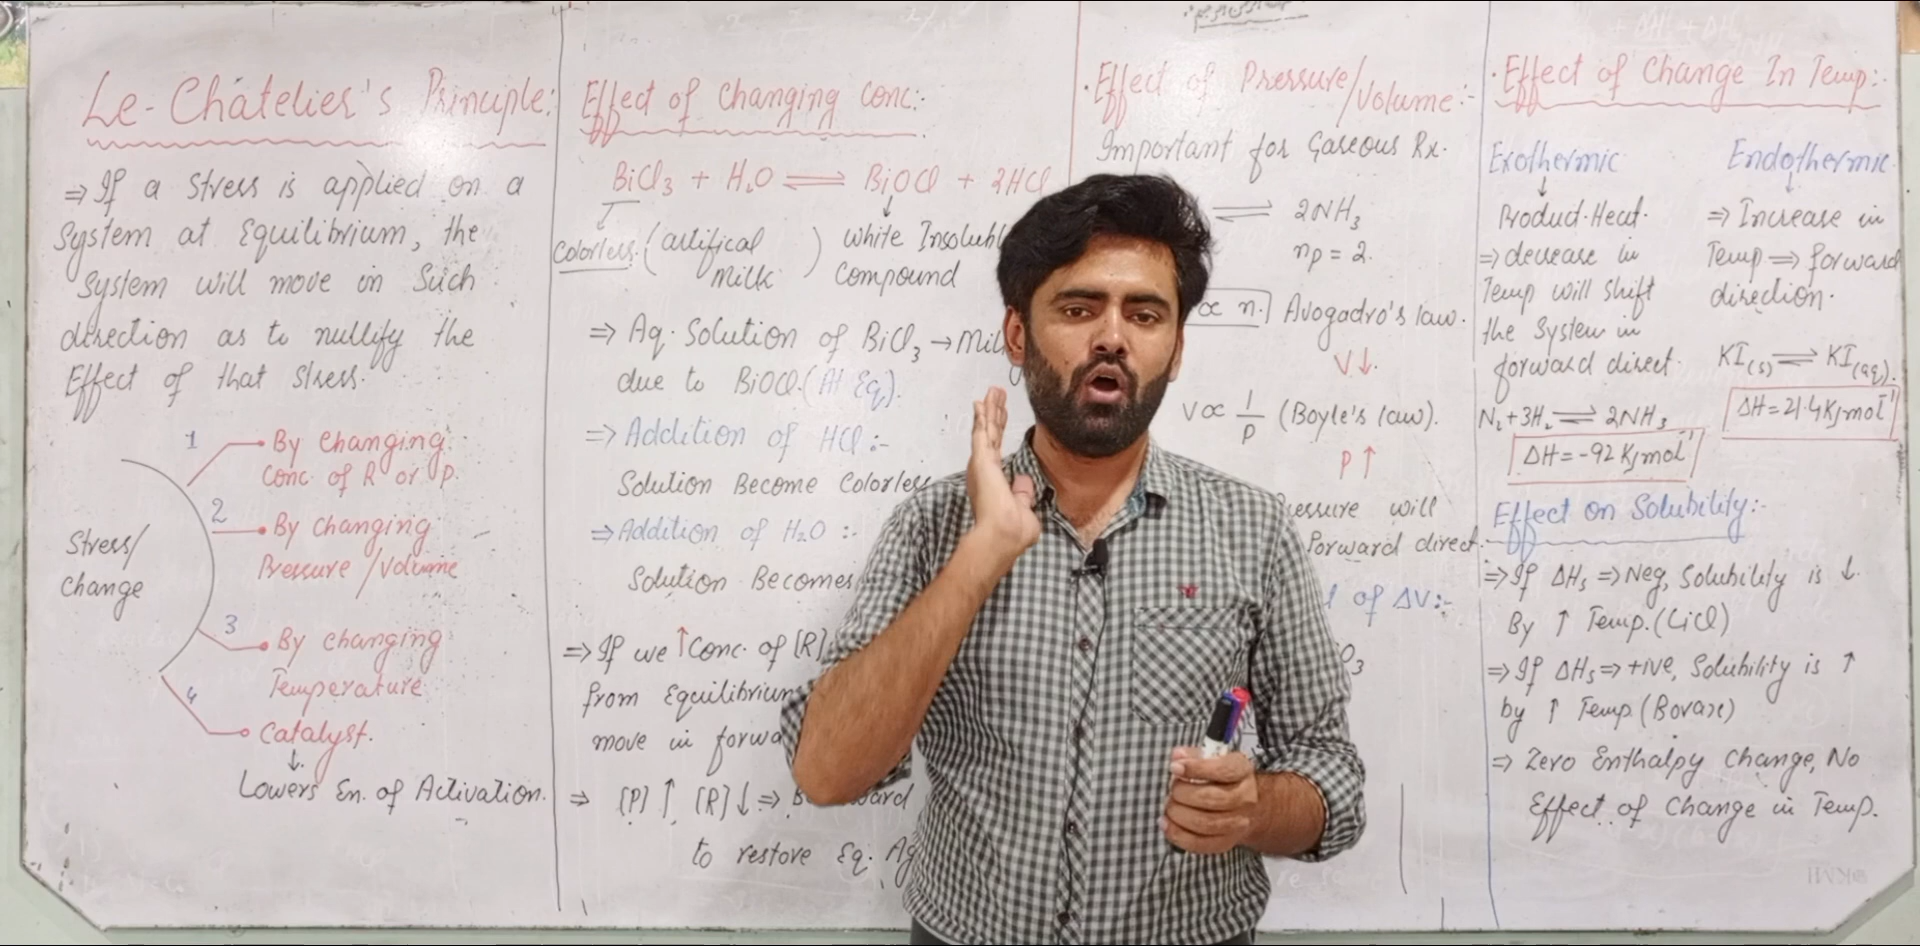 Le-Chatelier's Principle:
⇒ If a Stress is applied on a
System at Equilibrium, the
System will move in Such
direction as to nullify the
Effect of that Stress.
Stress/
Change
1
By Changing
Conc. of R or P.
2
By Changing
Pressure/Volume
3
By Changing
Temperature
4
Catalyst.
↓
Lowers En. of Activation.
Effect of Changing Conc:-
BiCl₃ + H₂O ⇌ BiOCl + 2HCl
Colorless (artifical
milk)
White Insoluble
Compound
⇒ Aq. Solution of BiCl₃ →
due to BiOCl. (At Eq).
⇒ Addition of HCl:-
Solution Become Colorless
⇒ Addition of H₂O :-
Solution Becomes
⇒ If we ↑ Conc. of [R]
from Equilibrium
move in
⇒ [P] ↑ [R] ↓ ⇒
to restore Eq.
· Effect of Pressure/Volume:-
Important for Gaseous Rx.
⇌ 2NH₃
np = 2.
∝ n. Avogadro's law.
V↓.
V ∝ 1/P (Boyle's law).
P ↑
will
Forward direct.
of ΔV:-
O₃
· Effect of Change In Temp:-
Exothermic
↓
Product·Heat.
⇒ decrease in
Temp will Shift
the System in
forward direct.
N₂ + 3H₂ ⇌ 2NH₃
ΔH = -92 KJmol⁻¹
Endothermic
↓
⇒ Increase in
Temp ⇒ forward
direction.
KI(s) ⇌ KI(aq).
ΔH = 21.4 KJmol⁻¹
Effect on Solubility:-
⇒ If ΔHs ⇒ Neg, Solubility is ↓
By ↑ Temp. (LiCl)
⇒ If ΔHs ⇒ +ive, Solubility is ↑
by ↑ Temp (Borax)
⇒ Zero Enthalpy Change, No
Effect of Change in Temp.